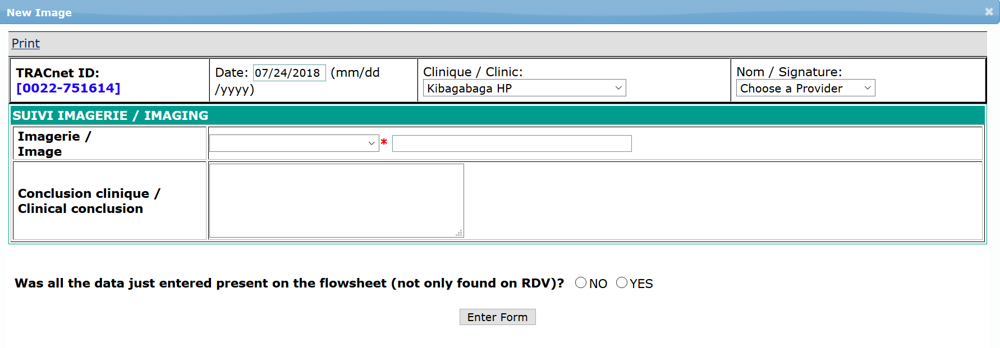 New Image
Print
TRACnet ID:
[0022-751614]
Date: 07/24/2018 (mm/dd
/yyyy)
Clinique / Clinic:
Kibagabaga HP
Nom / Signature:
Choose a Provider
SUIVI IMAGERIE / IMAGING
Imagerie /
Image
*
Conclusion clinique /
Clinical conclusion
Was all the data just entered present on the flowsheet (not only found on RDV)? NO YES
Enter Form